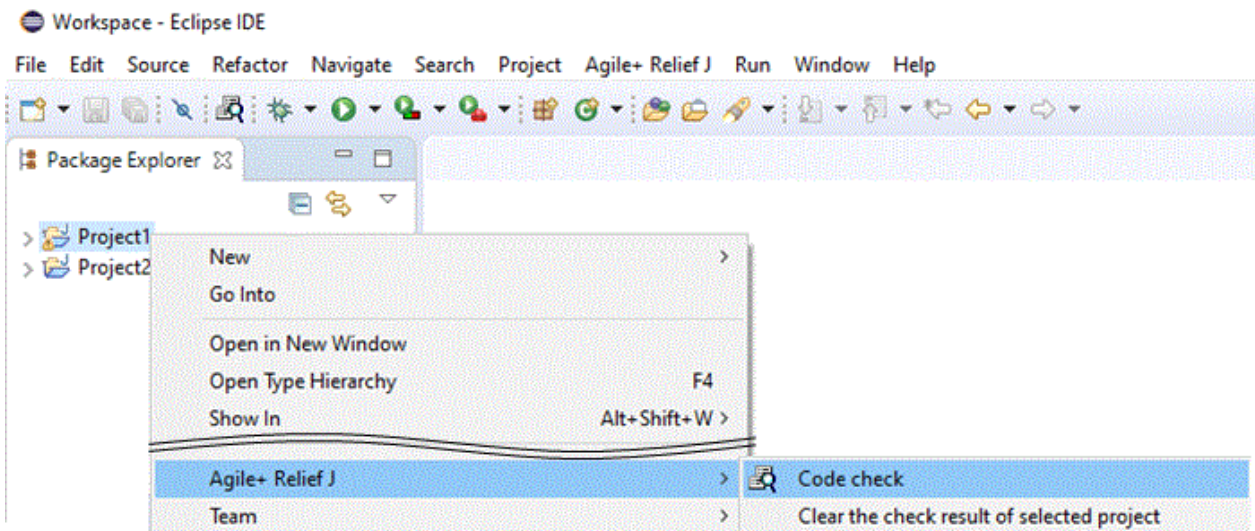 Workspace - Eclipse IDE
File Edit Source Refactor Navigate Search Project Agile+ Relief J Run Window Help
Package Explorer
Project1
Project2
New
Go Into
Open in New Window
Open Type Hierarchy F4
Show In Alt+Shift+W >
Agile+ Relief J > Code check
Team > Clear the check result of selected project